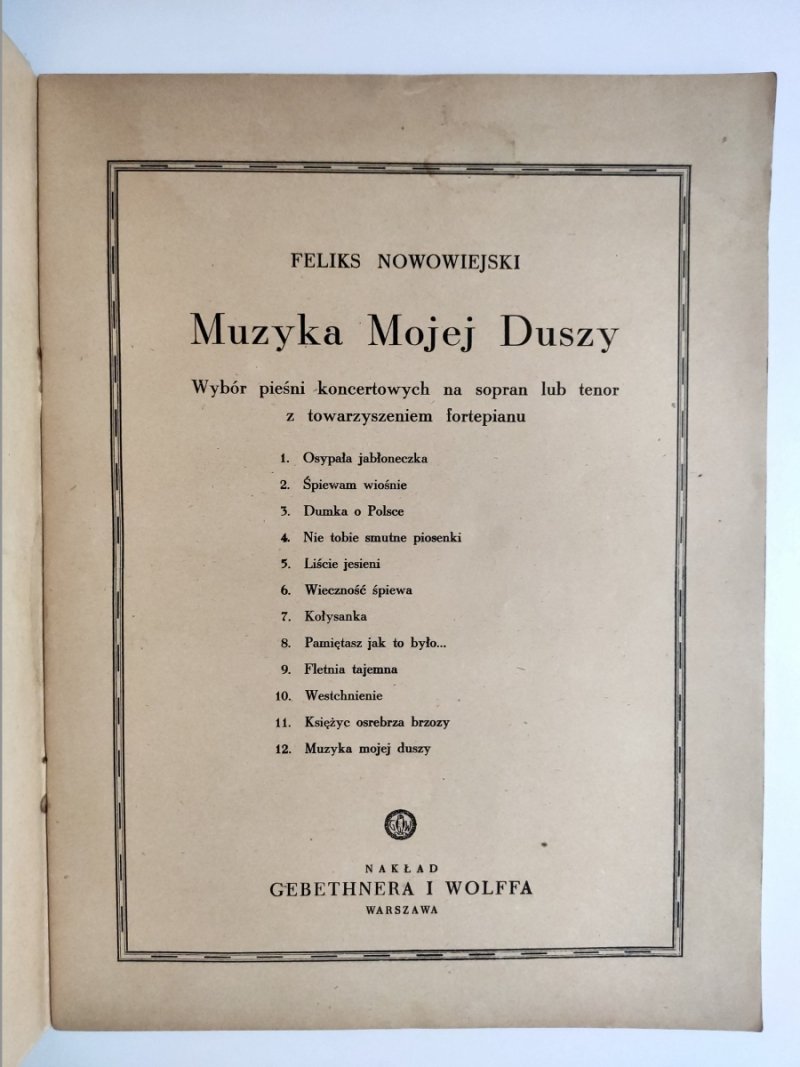 FELIKS NOWOWIEJSKI
Muzyka Mojej Duszy
Wybór pieśni koncertowych na sopran lub tenor
z towarzyszeniem fortepianu
1. Osypała jabłoneczka
2. Śpiewam wiośnie
3. Dumka o Polsce
4. Nie tobie smutne piosenki
5. Liście jesieni
6. Wieczność śpiewa
7. Kołysanka
8. Pamiętasz jak to było...
9. Fletnia tajemna
10. Westchnienie
11. Księżyc osrebrza brzozy
12. Muzyka mojej duszy
NAKŁAD
GEBETHNERA I WOLFFA
WARSZAWA